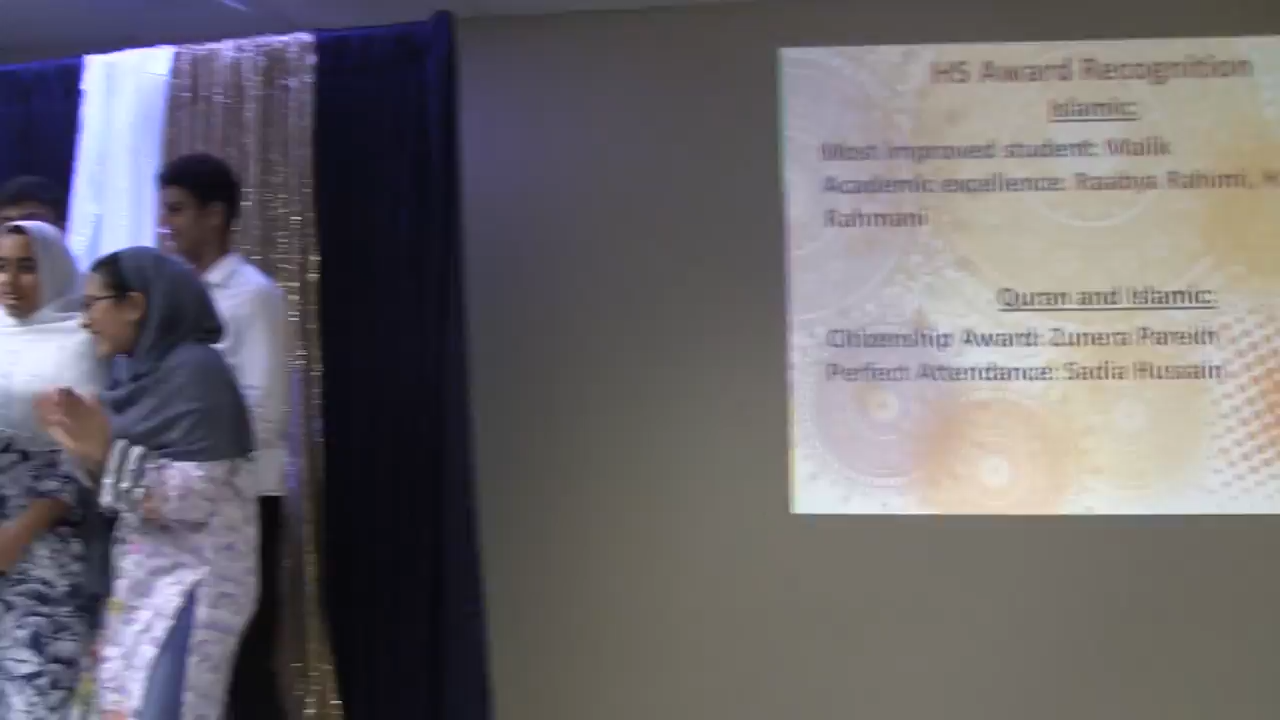 HS Award Recognition
Islamic:
Most improved student: Malik
Academic excellence: Raabya Rahimi,
Rahmani
Quran and Islamic:
Citizenship Award: Zunera Parekh
Perfect Attendance: Sadia Hussain